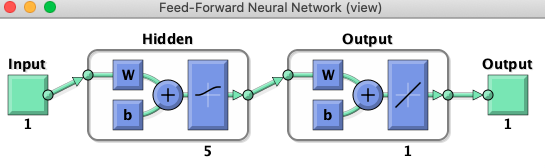 Feed-Forward Neural Network (view)
Hidden
Output
Input
W
b
+
1
5
W
b
+
1
Output
1